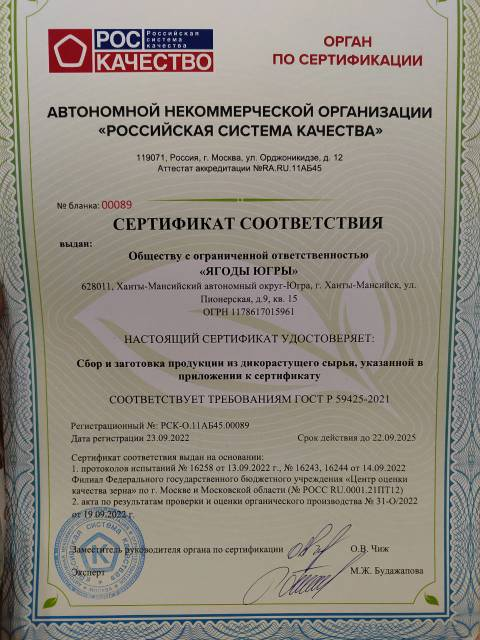 РОС
КАЧЕСТВО
Российская
система
качества
ОРГАН
ПО СЕРТИФИКАЦИИ
АВТОНОМНОЙ НЕКОММЕРЧЕСКОЙ ОРГАНИЗАЦИИ
«РОССИЙСКАЯ СИСТЕМА КАЧЕСТВА»
119071, Россия, г. Москва, ул. Орджоникидзе, д. 12
Аттестат аккредитации №RA.RU.11АБ45
№ бланка: 00089
СЕРТИФИКАТ СООТВЕТСТВИЯ
выдан:
Обществу с ограниченной ответственностью
«ЯГОДЫ ЮГРЫ»
628011, Ханты-Мансийский автономный округ-Югра, г. Ханты-Мансийск, ул.
Пионерская, д.9, кв. 15
ОГРН 1178617015961
НАСТОЯЩИЙ СЕРТИФИКАТ УДОСТОВЕРЯЕТ:
Сбор и заготовка продукции из дикорастущего сырья, указанной в
приложении к сертификату
СООТВЕТСТВУЕТ ТРЕБОВАНИЯМ ГОСТ Р 59425-2021
Регистрационный №: РСК-О.11АБ45.00089
Дата регистрации 23.09.2022 Срок действия до 22.09.2025
Сертификат соответствия выдан на основании:
1. протоколов испытаний № 16258 от 13.09.2022 г., № 16243, 16244 от 14.09.2022
Филиал Федерального государственного бюджетного учреждения «Центр оценки
качества зерна» по г. Москве и Московской области (№ РОСС RU.0001.21ПТ12)
2. акта по результатам проверки и оценки органического производства № 31-О/2022
от 19.09.2022 г.
Заместитель руководителя органа по сертификации О.В. Чиж
Эксперт М.Ж. Будажапова